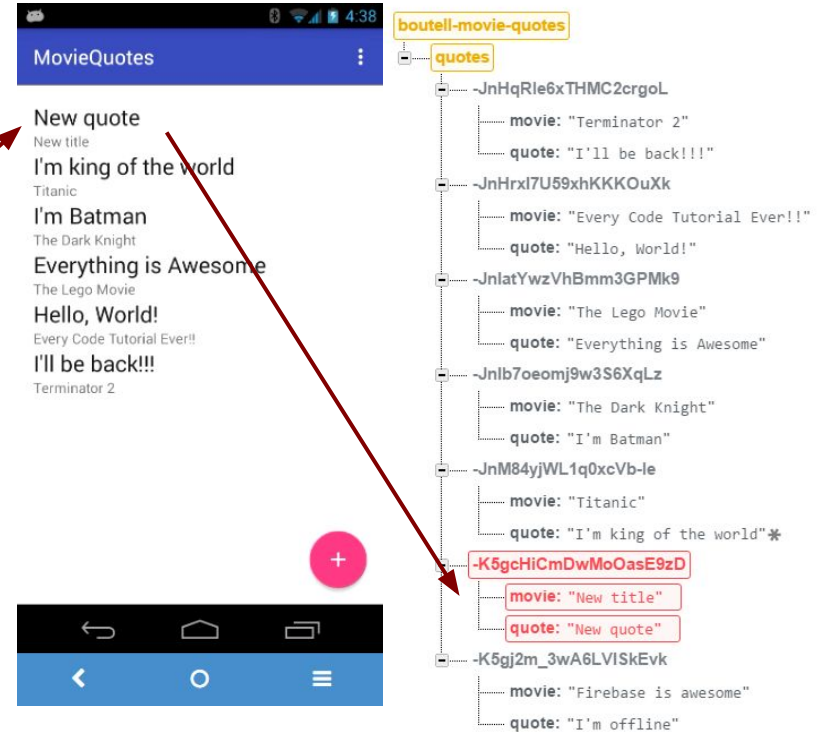 4:38
MovieQuotes
New quote
New title
I'm king of the world
Titanic
I'm Batman
The Dark Knight
Everything is Awesome
The Lego Movie
Hello, World!
Every Code Tutorial Ever!!
I'll be back!!!
Terminator 2
+
boutell-movie-quotes
quotes
-JnHqRle6xTHMC2crgoL
movie: "Terminator 2"
quote: "I'll be back!!!"
-JnHrxI7U59xhKKKOuXk
movie: "Every Code Tutorial Ever!!"
quote: "Hello, World!"
-JnIatYwzVhBmm3GPMk9
movie: "The Lego Movie"
quote: "Everything is Awesome"
-JnIb7oeomj9w3S6XqLz
movie: "The Dark Knight"
quote: "I'm Batman"
-JnM84yjWL1q0xcVb-Ie
movie: "Titanic"
quote: "I'm king of the world"*
-K5gcHiCmDwMoOasE9zD
movie: "New title"
quote: "New quote"
-K5gj2m_3wA6LVISkEvk
movie: "Firebase is awesome"
quote: "I'm offline"